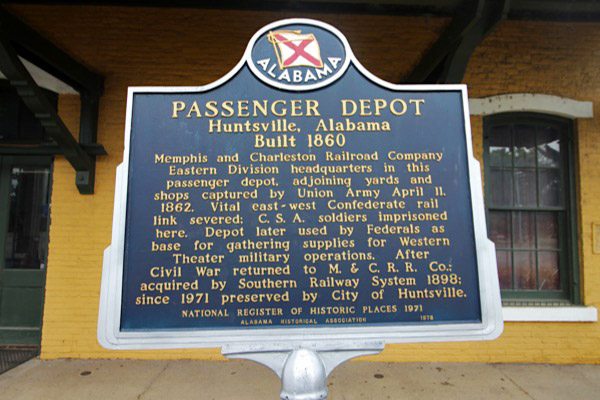 ALABAMA
PASSENGER DEPOT
Huntsville, Alabama
Built 1860
Memphis and Charleston Railroad Company
Eastern Division headquarters in this
passenger depot, adjoining yards and
shops captured by Union Army April 11,
1862. Vital east-west Confederate rail
link severed; C.S.A. soldiers imprisoned
here. Depot later used by Federals as
base for gathering supplies for Western
Theater military operations. After
Civil War returned to M. & C. R.R. Co.;
acquired by Southern Railway System 1898;
since 1971 preserved by City of Huntsville.
NATIONAL REGISTER OF HISTORIC PLACES 1971
ALABAMA HISTORICAL ASSOCIATION 1978